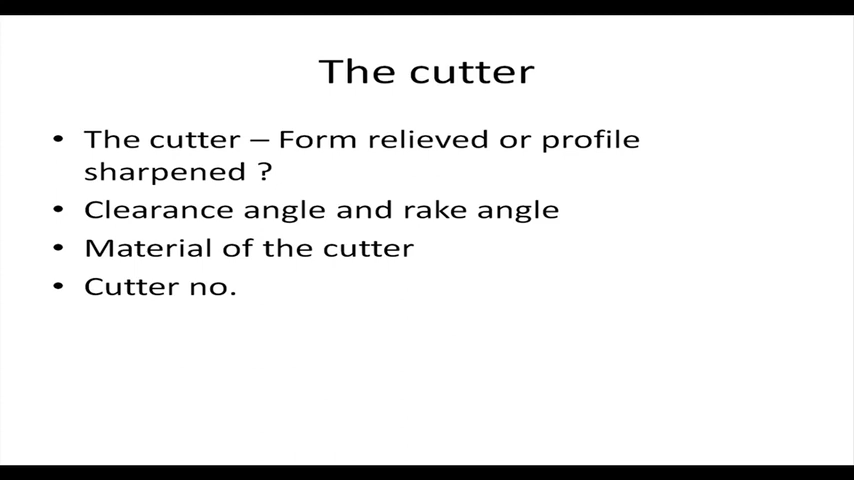 The cutter
• The cutter – Form relieved or profile
sharpened ?
• Clearance angle and rake angle
• Material of the cutter
• Cutter no.